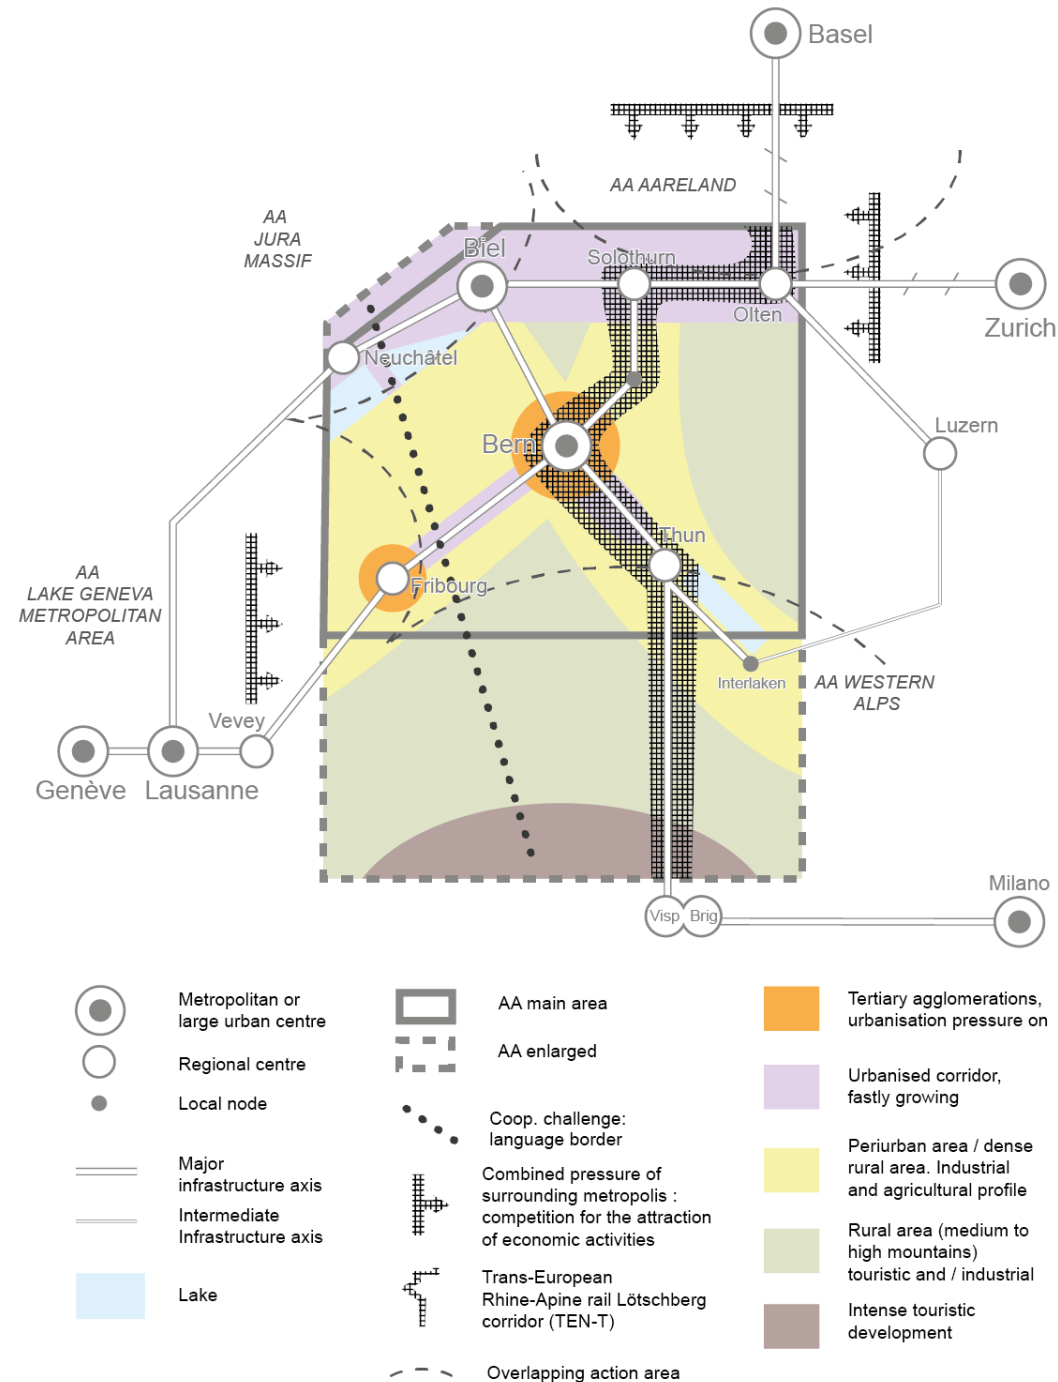 Basel
AA AARELAND
AA
JURA
MASSIF
Biel
Solothurn
Olten
Zurich
Neuchâtel
Luzern
Bern
Thun
Fribourg
AA
LAKE GENEVA
METROPOLITAN
AREA
Interlaken
AA WESTERN
ALPS
Vevey
Genève
Lausanne
Milano
Visp
Brig
Metropolitan or
large urban centre
Regional centre
Local node
Major
infrastructure axis
Intermediate
Infrastructure axis
Lake
AA main area
AA enlarged
Coop. challenge:
language border
Combined pressure of
surrounding metropolis :
competition for the attraction
of economic activities
Trans-European
Rhine-Apine rail Lötschberg
corridor (TEN-T)
Overlapping action area
Tertiary agglomerations,
urbanisation pressure on
Urbanised corridor,
fastly growing
Periurban area / dense
rural area. Industrial
and agricultural profile
Rural area (medium to
high mountains)
touristic and / industrial
Intense touristic
development